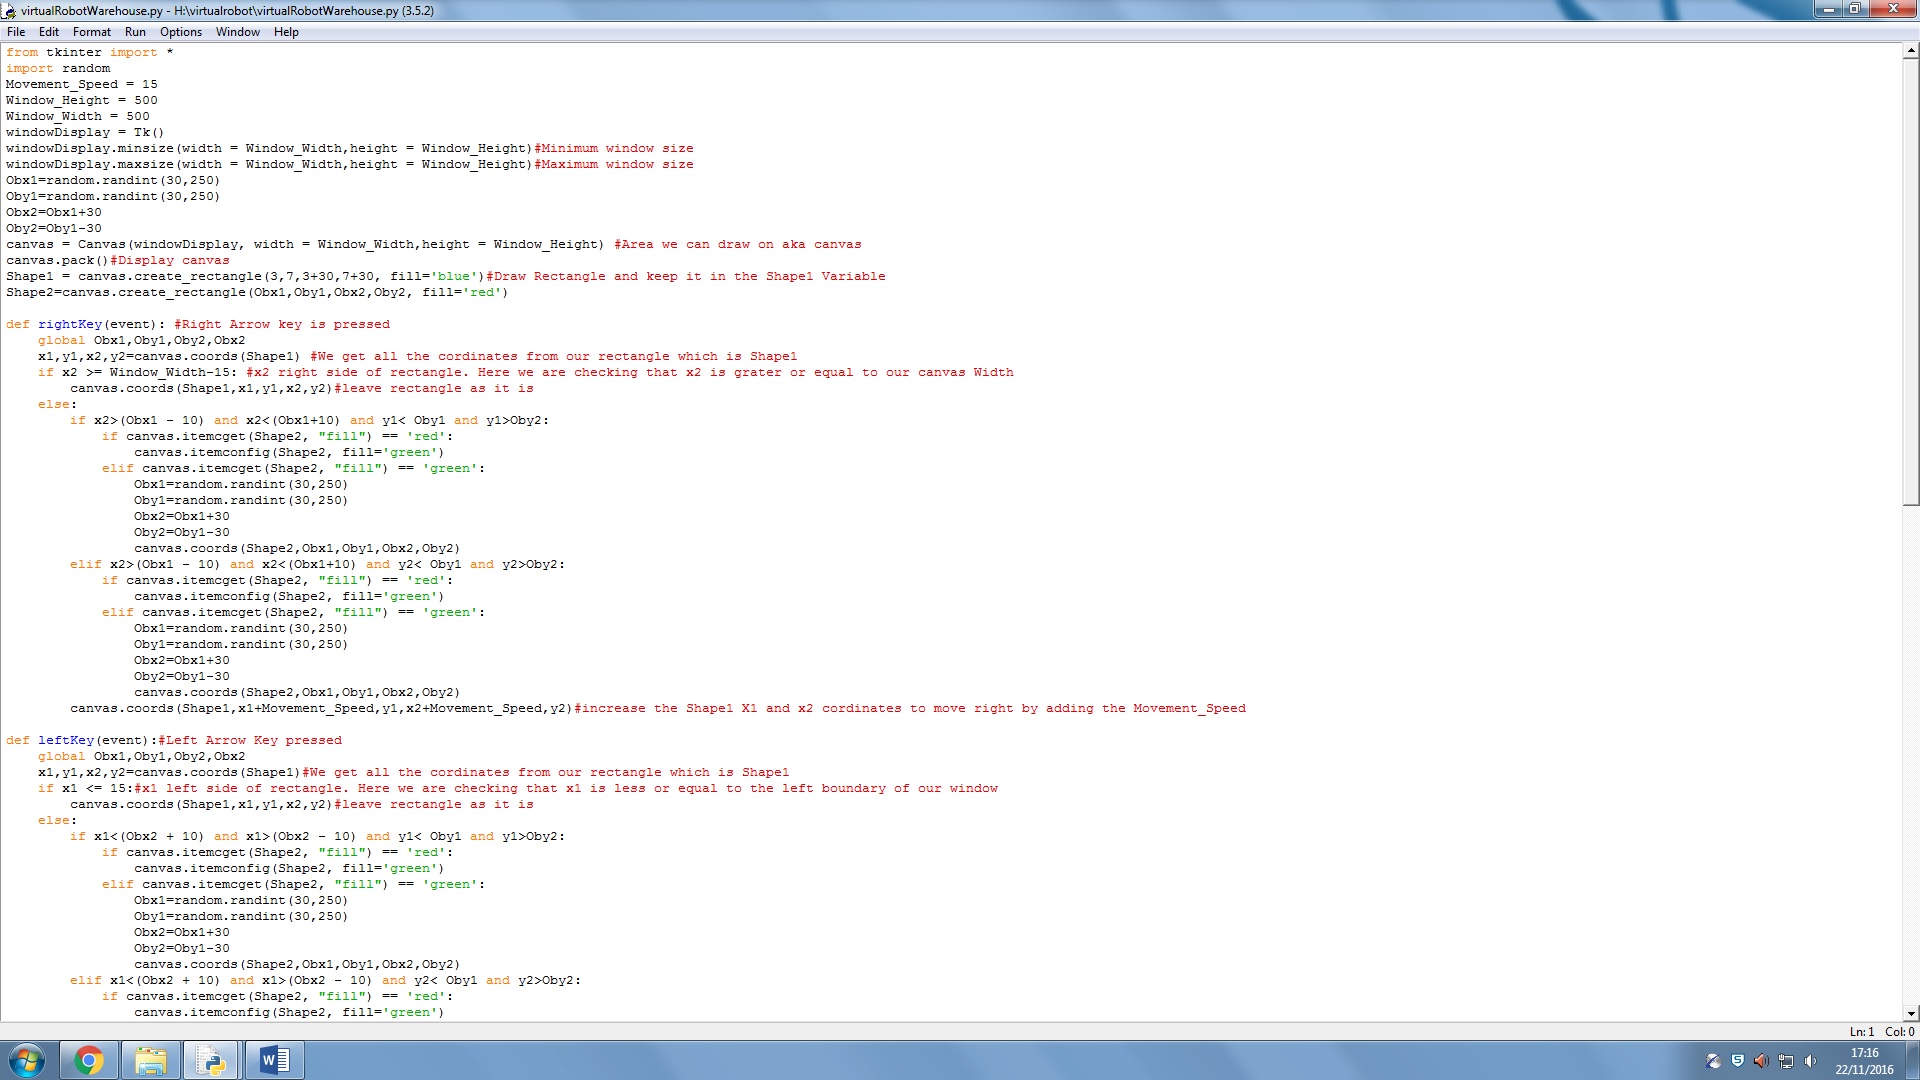 virtualRobotWarehouse.py - H:\virtualrobot\virtualRobotWarehouse.py (3.5.2)
File Edit Format Run Options Window Help
from tkinter import *
import random
Movement_Speed = 15
Window_Height = 500
Window_Width = 500
windowDisplay = Tk()
windowDisplay.minsize(width = Window_Width,height = Window_Height)#Minimum window size
windowDisplay.maxsize(width = Window_Width,height = Window_Height)#Maximum window size
Obx1=random.randint(30,250)
Oby1=random.randint(30,250)
Obx2=Obx1+30
Oby2=Oby1-30
canvas = Canvas(windowDisplay, width = Window_Width,height = Window_Height) #Area we can draw on aka canvas
canvas.pack()#Display canvas
Shape1 = canvas.create_rectangle(3,7,3+30,7+30, fill='blue')#Draw Rectangle and keep it in the Shape1 Variable
Shape2=canvas.create_rectangle(Obx1,Oby1,Obx2,Oby2, fill='red')

def rightKey(event): #Right Arrow key is pressed
    global Obx1,Oby1,Oby2,Obx2
    x1,y1,x2,y2=canvas.coords(Shape1) #We get all the cordinates from our rectangle which is Shape1
    if x2 >= Window_Width-15: #x2 right side of rectangle. Here we are checking that x2 is grater or equal to our canvas Width
        canvas.coords(Shape1,x1,y1,x2,y2)#leave rectangle as it is
    else:
        if x2>(Obx1 - 10) and x2<(Obx1+10) and y1< Oby1 and y1>Oby2:
            if canvas.itemcget(Shape2, "fill") == 'red':
                canvas.itemconfig(Shape2, fill='green')
            elif canvas.itemcget(Shape2, "fill") == 'green':
                Obx1=random.randint(30,250)
                Oby1=random.randint(30,250)
                Obx2=Obx1+30
                Oby2=Oby1-30
                canvas.coords(Shape2,Obx1,Oby1,Obx2,Oby2)
        elif x2>(Obx1 - 10) and x2<(Obx1+10) and y2< Oby1 and y2>Oby2:
            if canvas.itemcget(Shape2, "fill") == 'red':
                canvas.itemconfig(Shape2, fill='green')
            elif canvas.itemcget(Shape2, "fill") == 'green':
                Obx1=random.randint(30,250)
                Oby1=random.randint(30,250)
                Obx2=Obx1+30
                Oby2=Oby1-30
                canvas.coords(Shape2,Obx1,Oby1,Obx2,Oby2)
        canvas.coords(Shape1,x1+Movement_Speed,y1,x2+Movement_Speed,y2)#increase the Shape1 X1 and x2 cordinates to move right by adding the Movement_Speed

def leftKey(event):#Left Arrow Key pressed
    global Obx1,Oby1,Oby2,Obx2
    x1,y1,x2,y2=canvas.coords(Shape1)#We get all the cordinates from our rectangle which is Shape1
    if x1 <= 15:#x1 left side of rectangle. Here we are checking that x1 is less or equal to the left boundary of our window
        canvas.coords(Shape1,x1,y1,x2,y2)#leave rectangle as it is
    else:
        if x1<(Obx2 + 10) and x1>(Obx2 - 10) and y1< Oby1 and y1>Oby2:
            if canvas.itemcget(Shape2, "fill") == 'red':
                canvas.itemconfig(Shape2, fill='green')
            elif canvas.itemcget(Shape2, "fill") == 'green':
                Obx1=random.randint(30,250)
                Oby1=random.randint(30,250)
                Obx2=Obx1+30
                Oby2=Oby1-30
                canvas.coords(Shape2,Obx1,Oby1,Obx2,Oby2)
        elif x1<(Obx2 + 10) and x1>(Obx2 - 10) and y2< Oby1 and y2>Oby2:
            if canvas.itemcget(Shape2, "fill") == 'red':
                canvas.itemconfig(Shape2, fill='green')
Ln: 1 Col: 0
17:16
22/11/2016